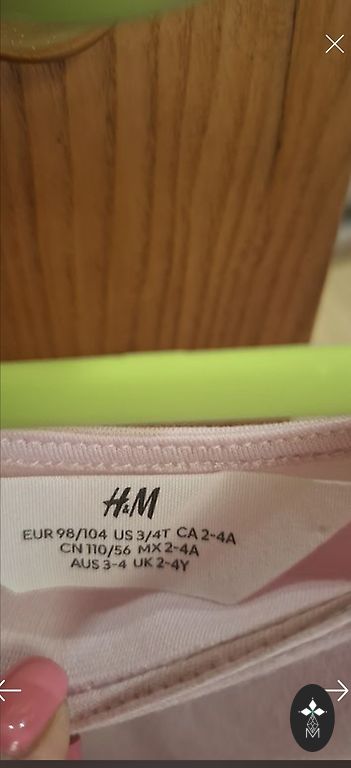 H&M
EUR 98/104 US 3/4T CA 2-4A
CN 110/56 MX 2-4A
AUS 3-4 UK 2-4Y
M